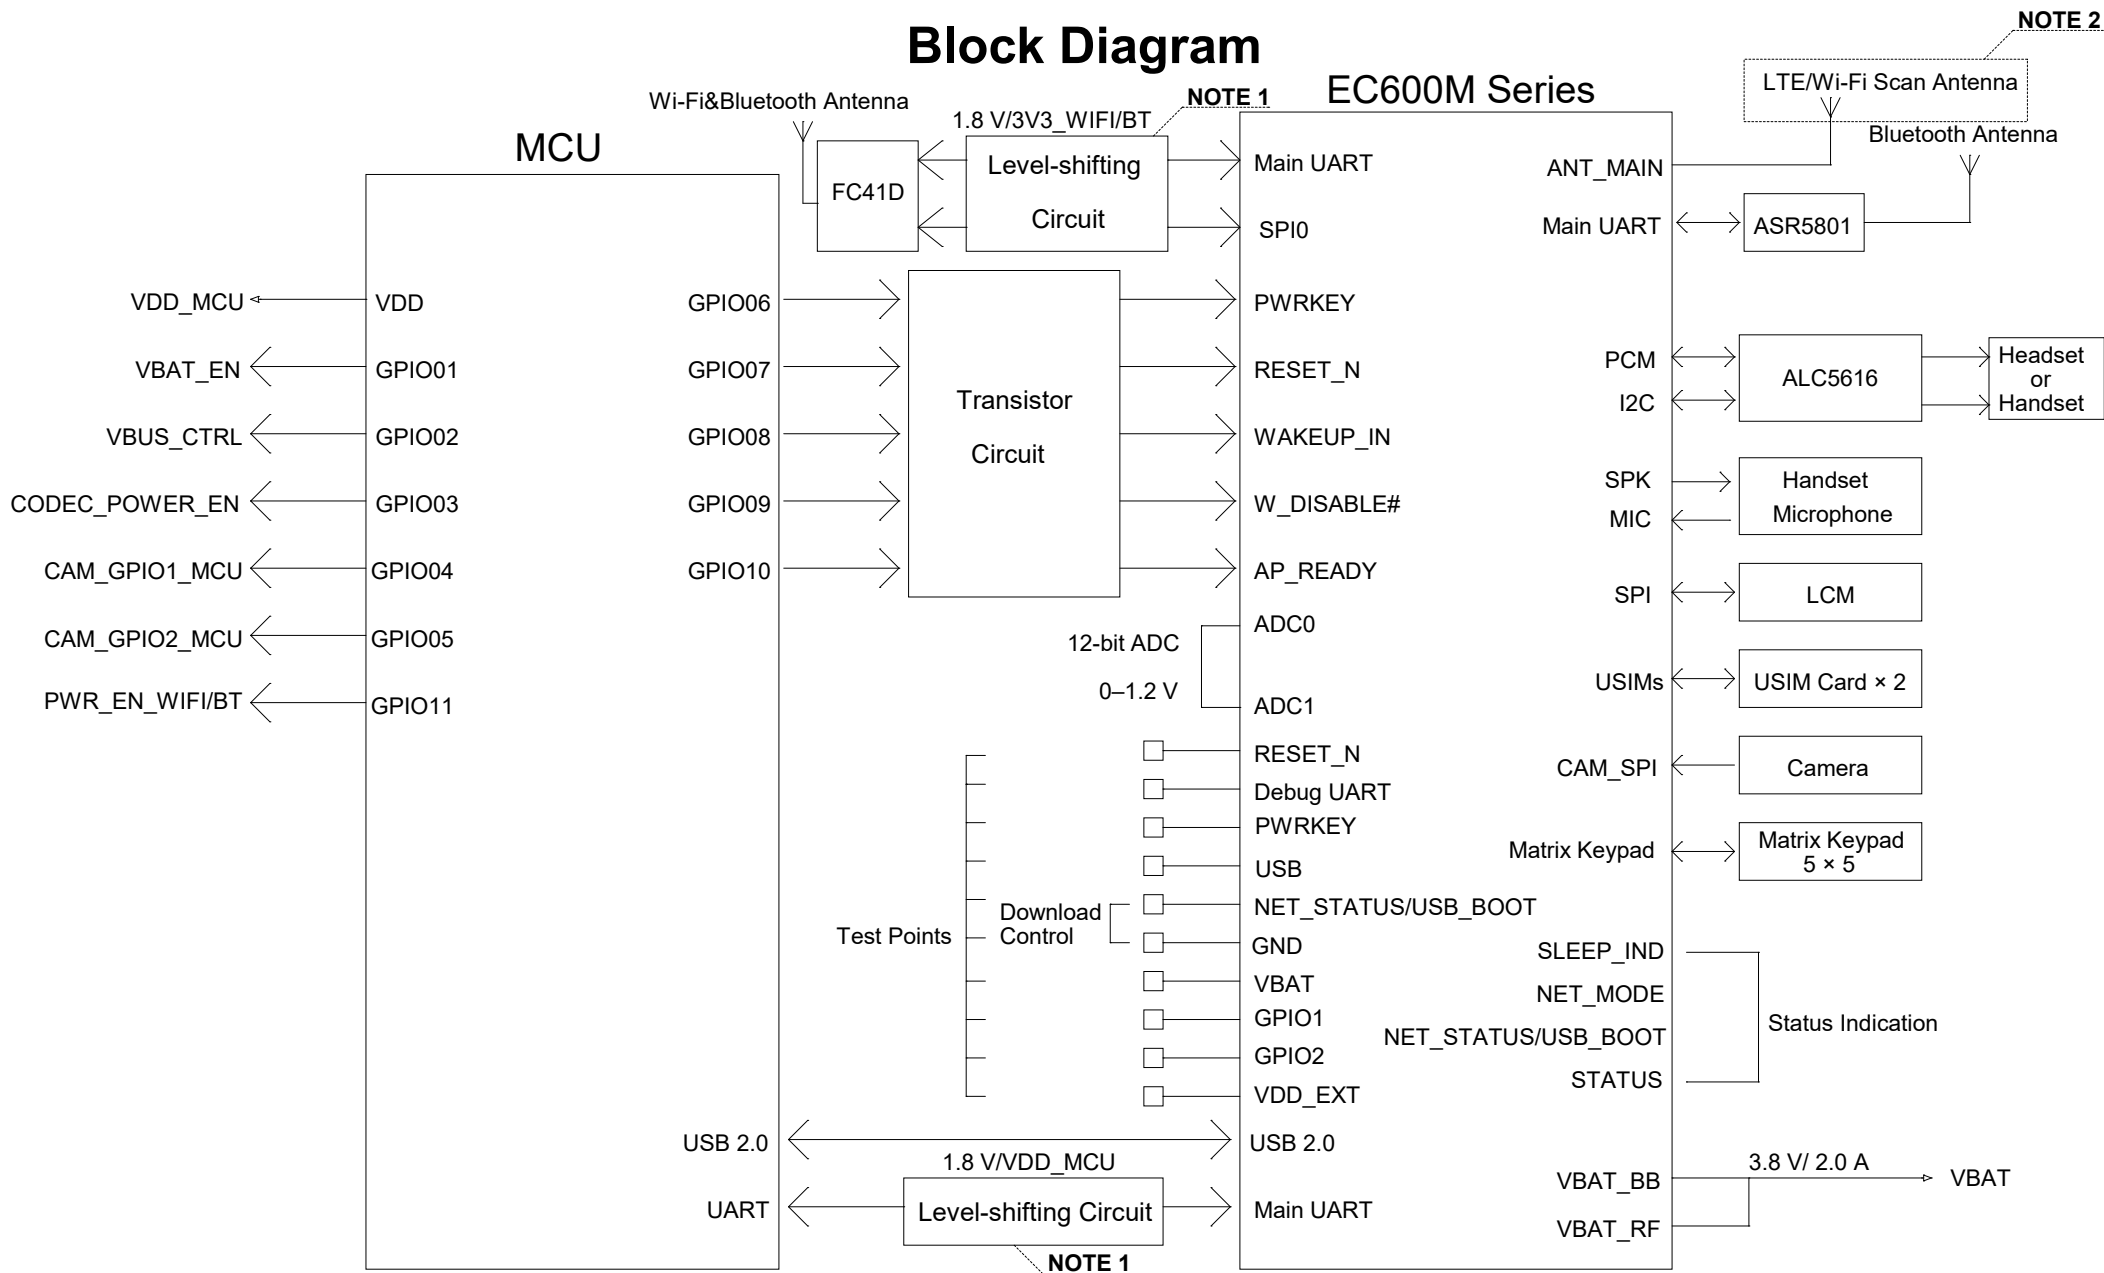 Block Diagram
NOTE 2
EC600M Series
LTE/Wi-Fi Scan Antenna
Wi-Fi&Bluetooth Antenna
NOTE 1
1.8 V/3V3_WIFI/BT
Bluetooth Antenna
MCU
FC41D
Level-shifting
Circuit
Main UART
SPI0
ANT_MAIN
Main UART
ASR5801
VDD_MCU
VBAT_EN
VBUS_CTRL
CODEC_POWER_EN
CAM_GPIO1_MCU
CAM_GPIO2_MCU
PWR_EN_WIFI/BT
VDD
GPIO01
GPIO02
GPIO03
GPIO04
GPIO05
GPIO11
GPIO06
GPIO07
GPIO08
GPIO09
GPIO10
Transistor
Circuit
PWRKEY
RESET_N
WAKEUP_IN
W_DISABLE#
AP_READY
12-bit ADC
0–1.2 V
ADC0
ADC1
PCM
I2C
ALC5616
Headset
or
Handset
SPK
MIC
Handset
Microphone
SPI
LCM
USIMs
USIM Card × 2
CAM_SPI
Camera
Matrix Keypad
Matrix Keypad
5 × 5
Test Points
Download
Control
RESET_N
Debug UART
PWRKEY
USB
NET_STATUS/USB_BOOT
GND
VBAT
GPIO1
GPIO2
VDD_EXT
SLEEP_IND
NET_MODE
NET_STATUS/USB_BOOT
STATUS
Status Indication
USB 2.0
USB 2.0
1.8 V/VDD_MCU
UART
Level-shifting Circuit
Main UART
NOTE 1
VBAT_BB
VBAT_RF
3.8 V/ 2.0 A
VBAT